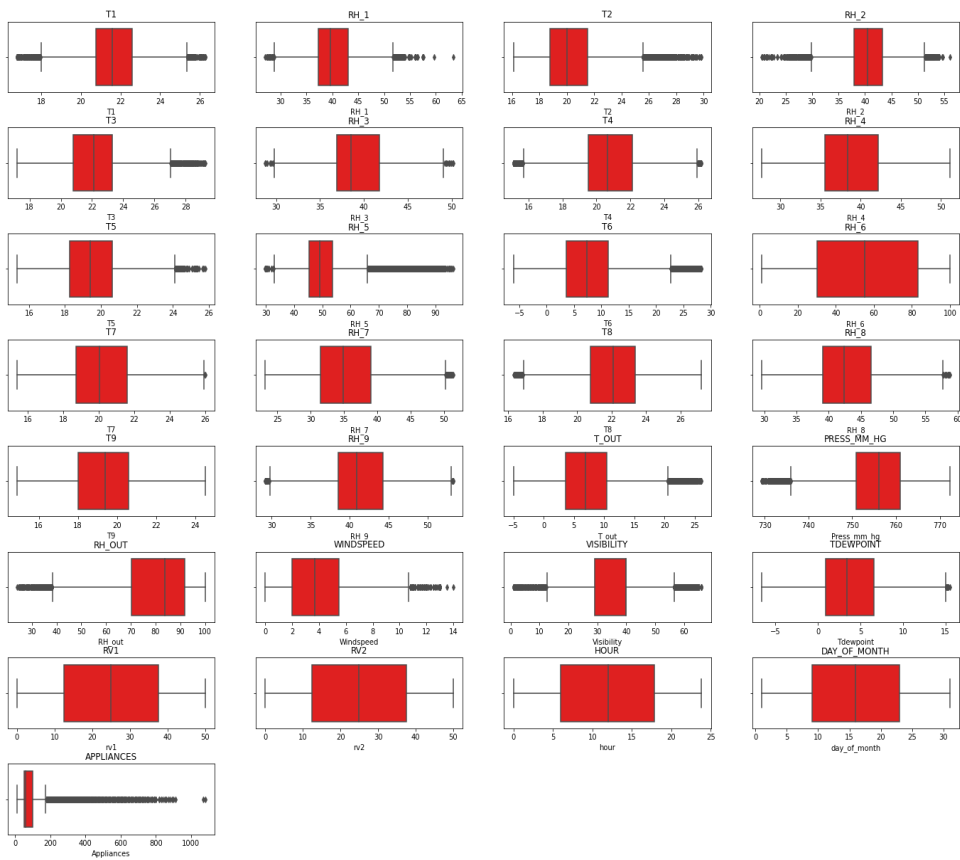 T1 RH_1 T2 RH_2
18 20 22 24 26 30 35 40 45 50 55 60 65 16 18 20 22 24 26 28 30 20 25 30 35 40 45 50 55
T1 RH_1 T2 RH_2
T3 RH_3 T4 RH_4
18 20 22 24 26 28 30 35 40 45 50 16 18 20 22 24 26 30 35 40 45 50
T3 RH_3 T4 RH_4
T5 RH_5 T6 RH_6
16 18 20 22 24 26 30 40 50 60 70 80 90 -5 0 5 10 15 20 25 30 0 20 40 60 80 100
T5 RH_5 T6 RH_6
T7 RH_7 T8 RH_8
16 18 20 22 24 26 25 30 35 40 45 50 16 18 20 22 24 26 30 35 40 45 50 55 60
T7 RH_7 T8 RH_8
T9 RH_9 T_OUT PRESS_MM_HG
16 18 20 22 24 30 35 40 45 50 -5 0 5 10 15 20 25 730 740 750 760 770
T9 RH_9 T_out Press_mm_hg
RH_OUT WINDSPEED VISIBILITY TDEWPOINT
30 40 50 60 70 80 90 100 0 2 4 6 8 10 12 14 0 10 20 30 40 50 60 -5 0 5 10 15
RH_out Windspeed Visibility Tdewpoint
RV1 RV2 HOUR DAY_OF_MONTH
0 10 20 30 40 50 0 10 20 30 40 50 0 5 10 15 20 25 0 5 10 15 20 25 30
rv1 rv2 hour day_of_month
APPLIANCES
0 200 400 600 800 1000
Appliances